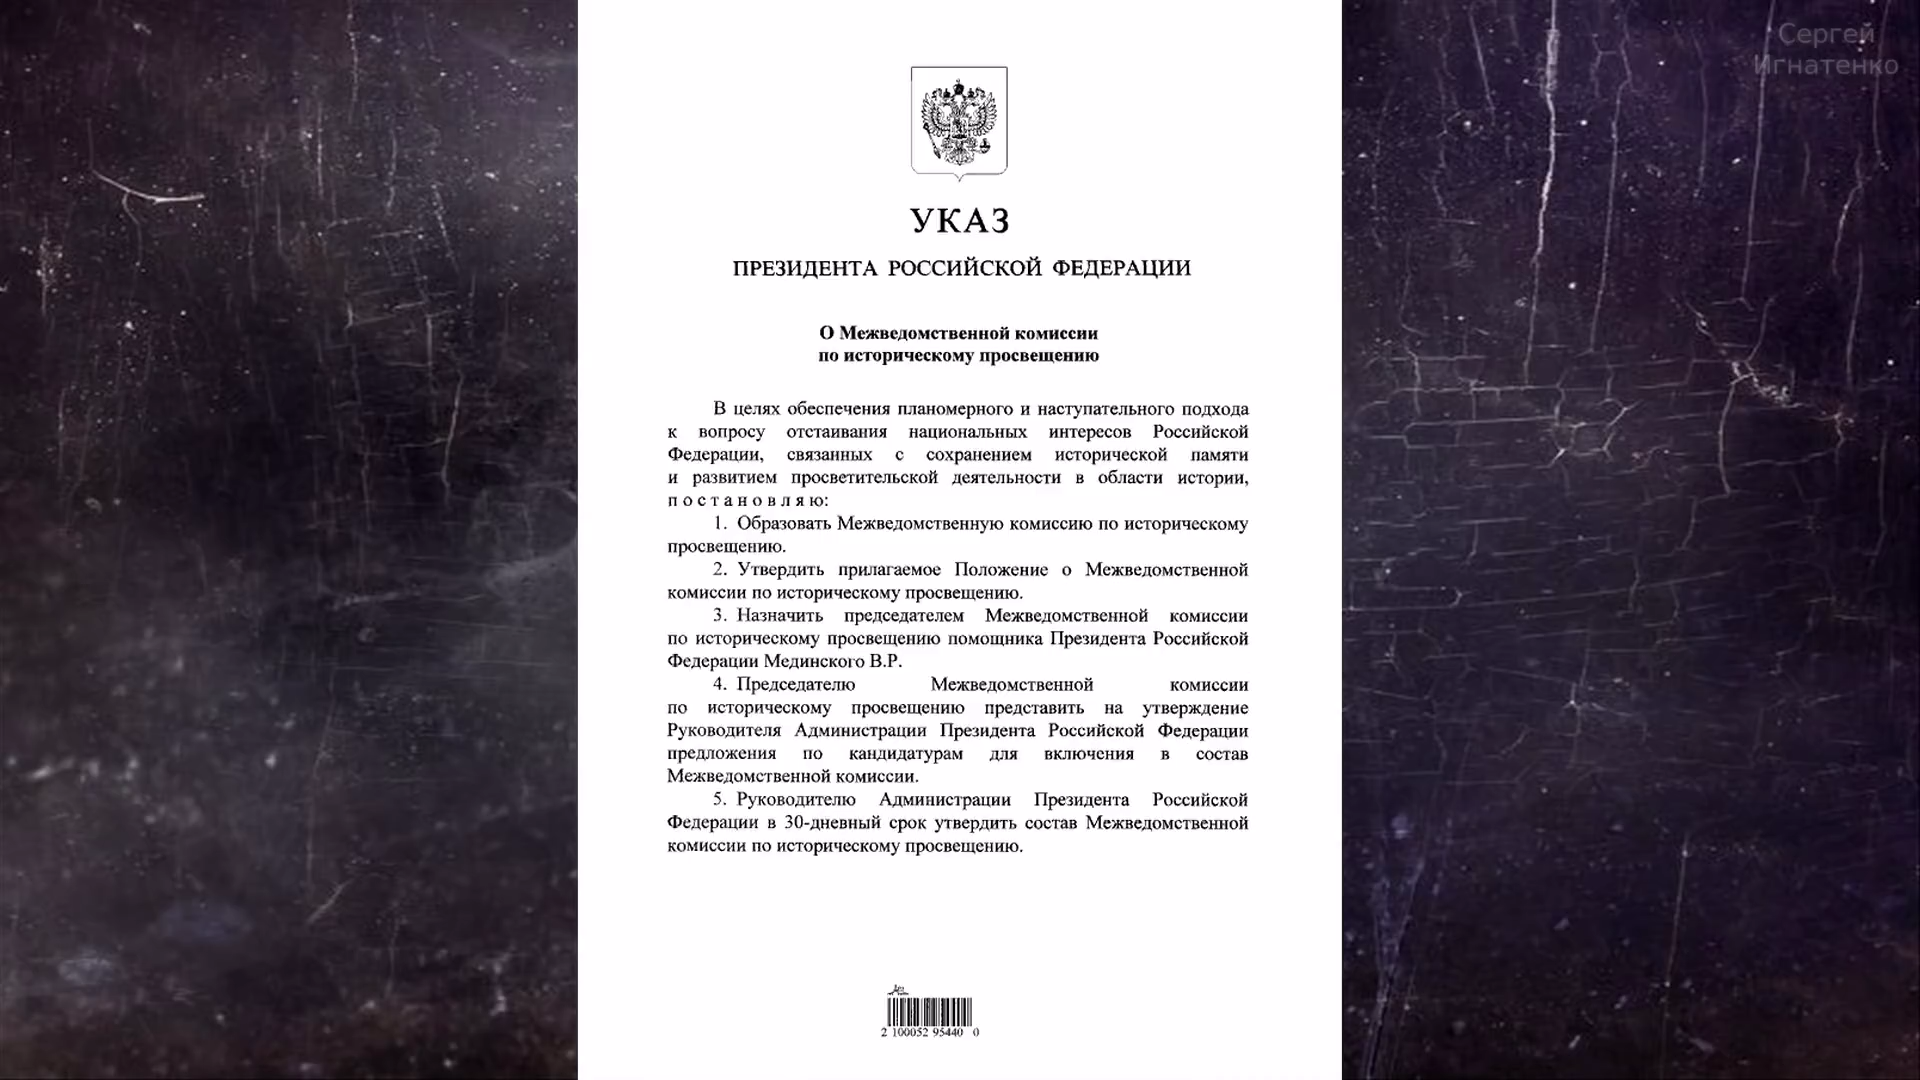 Сергей
Игнатенко
УКАЗ
ПРЕЗИДЕНТА РОССИЙСКОЙ ФЕДЕРАЦИИ
О Межведомственной комиссии
по историческому просвещению
В целях обеспечения планомерного и наступательного подхода
к вопросу отстаивания национальных интересов Российской
Федерации, связанных с сохранением исторической памяти
и развитием просветительской деятельности в области истории,
п о с т а н о в л я ю:
1. Образовать Межведомственную комиссию по историческому
просвещению.
2. Утвердить прилагаемое Положение о Межведомственной
комиссии по историческому просвещению.
3. Назначить председателем Межведомственной комиссии
по историческому просвещению помощника Президента Российской
Федерации Мединского В.Р.
4. Председателю Межведомственной комиссии
по историческому просвещению представить на утверждение
Руководителя Администрации Президента Российской Федерации
предложения по кандидатурам для включения в состав
Межведомственной комиссии.
5. Руководителю Администрации Президента Российской
Федерации в 30-дневный срок утвердить состав Межведомственной
комиссии по историческому просвещению.
2 100052 95440 0